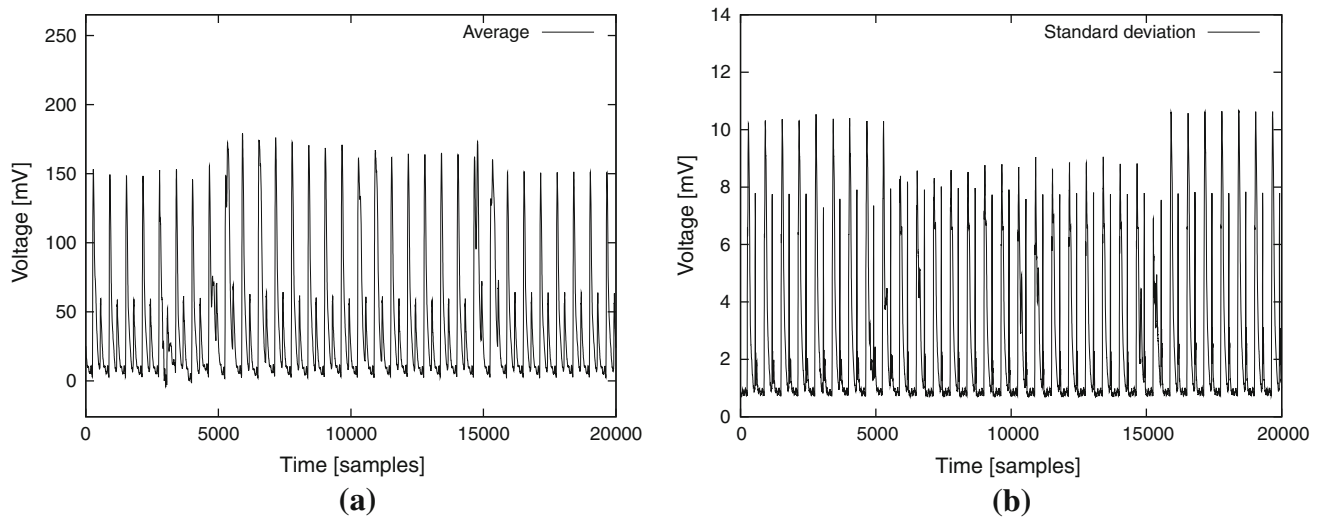 Voltage [mV]
250
200
150
100
50
0
Average
0 5000 10000 15000 20000
Time [samples]
(a)
Voltage [mV]
14
12
10
8
6
4
2
0
Standard deviation
0 5000 10000 15000 20000
Time [samples]
(b)